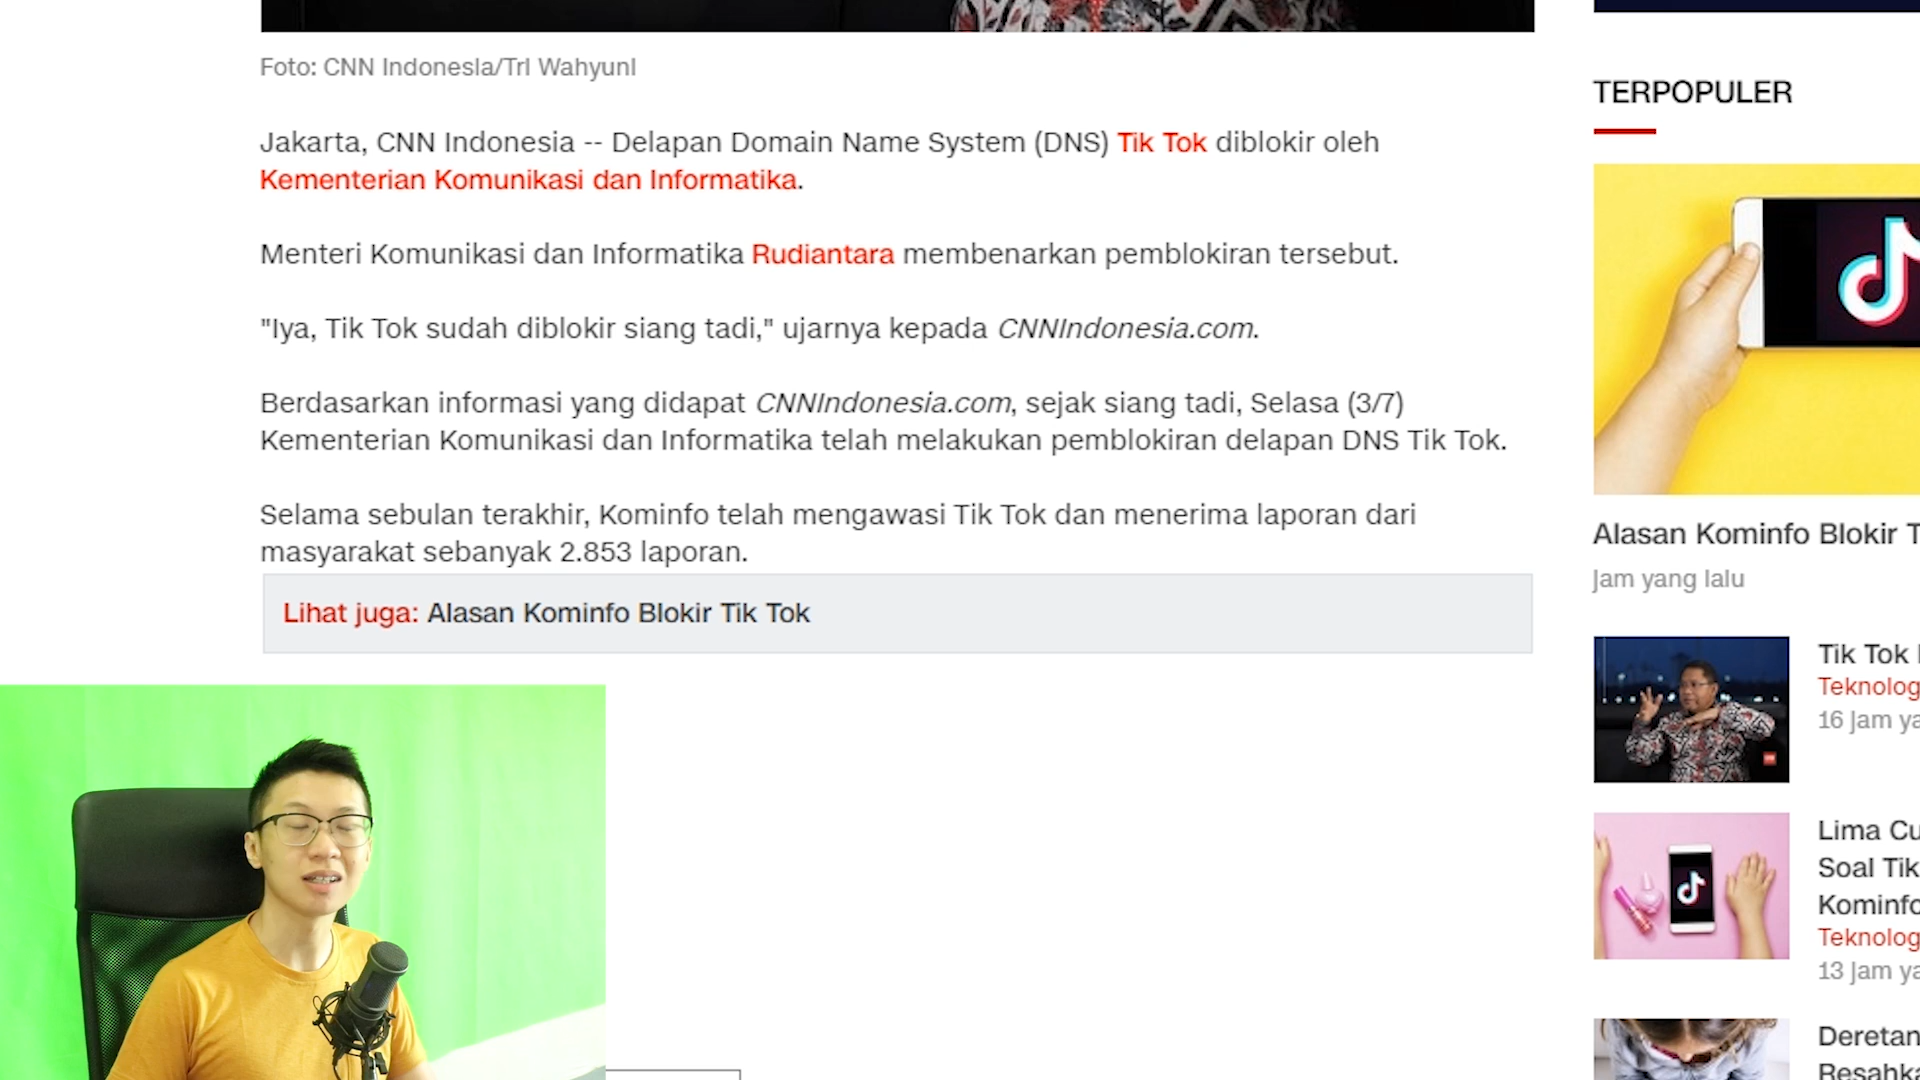 Foto: CNN Indonesia/Tri Wahyuni
Jakarta, CNN Indonesia -- Delapan Domain Name System (DNS) Tik Tok diblokir oleh
Kementerian Komunikasi dan Informatika.
Menteri Komunikasi dan Informatika Rudiantara membenarkan pemblokiran tersebut.
"Iya, Tik Tok sudah diblokir siang tadi," ujarnya kepada CNNIndonesia.com.
Berdasarkan informasi yang didapat CNNIndonesia.com, sejak siang tadi, Selasa (3/7)
Kementerian Komunikasi dan Informatika telah melakukan pemblokiran delapan DNS Tik Tok.
Selama sebulan terakhir, Kominfo telah mengawasi Tik Tok dan menerima laporan dari
masyarakat sebanyak 2.853 laporan.
Lihat juga: Alasan Kominfo Blokir Tik Tok
TERPOPULER
Alasan Kominfo Blokir T
jam yang lalu
Tik Tok
Teknolog
16 jam ya
Lima Cu
Soal Tik
Kominfo
Teknolog
13 jam ya
Deretan
Resahka